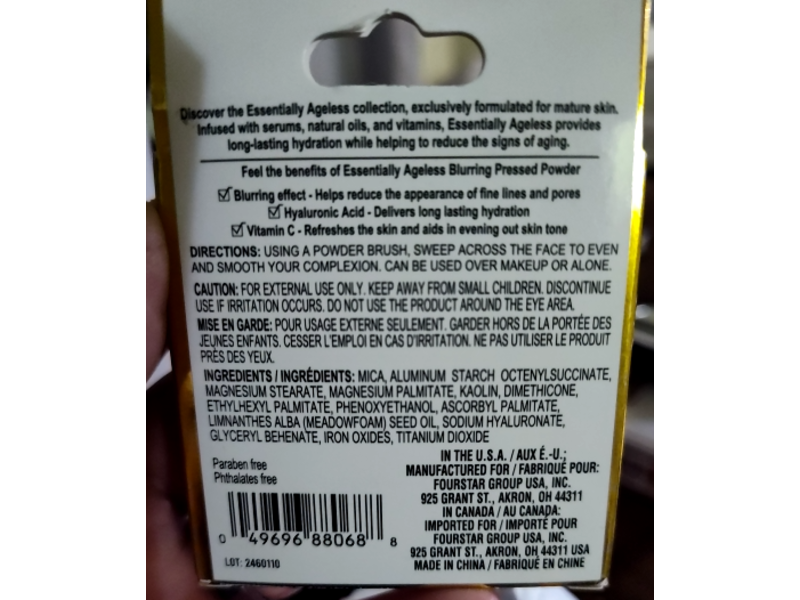 Discover the Essentially Ageless collection, exclusively formulated for mature skin.
Infused with serums, natural oils, and vitamins, Essentially Ageless provides
long-lasting hydration while helping to reduce the signs of aging.
Feel the benefits of Essentially Ageless Blurring Pressed Powder
☑ Blurring effect - Helps reduce the appearance of fine lines and pores
☑ Hyaluronic Acid - Delivers long lasting hydration
☑ Vitamin C - Refreshes the skin and aids in evening out skin tone
DIRECTIONS: USING A POWDER BRUSH, SWEEP ACROSS THE FACE TO EVEN
AND SMOOTH YOUR COMPLEXION. CAN BE USED OVER MAKEUP OR ALONE.
CAUTION: FOR EXTERNAL USE ONLY. KEEP AWAY FROM SMALL CHILDREN. DISCONTINUE
USE IF IRRITATION OCCURS. DO NOT USE THE PRODUCT AROUND THE EYE AREA.
MISE EN GARDE: POUR USAGE EXTERNE SEULEMENT. GARDER HORS DE LA PORTÉE DES
JEUNES ENFANTS. CESSER L'EMPLOI EN CAS D'IRRITATION. NE PAS UTILISER LE PRODUIT
PRÈS DES YEUX.
INGREDIENTS / INGRÉDIENTS: MICA, ALUMINUM STARCH OCTENYLSUCCINATE,
MAGNESIUM STEARATE, MAGNESIUM PALMITATE, KAOLIN, DIMETHICONE,
ETHYLHEXYL PALMITATE, PHENOXYETHANOL, ASCORBYL PALMITATE,
LIMNANTHES ALBA (MEADOWFOAM) SEED OIL, SODIUM HYALURONATE,
GLYCERYL BEHENATE, IRON OXIDES, TITANIUM DIOXIDE
Paraben free
Phthalates free
0 49696 88068 8
LOT: 2460110
IN THE U.S.A. / AUX É.-U.;
MANUFACTURED FOR / FABRIQUÉ POUR:
FOURSTAR GROUP USA, INC.
925 GRANT ST., AKRON, OH 44311
IN CANADA / AU CANADA:
IMPORTED FOR / IMPORTÉ POUR
FOURSTAR GROUP USA, INC.
925 GRANT ST., AKRON, OH 44311 USA
MADE IN CHINA / FABRIQUÉ EN CHINE